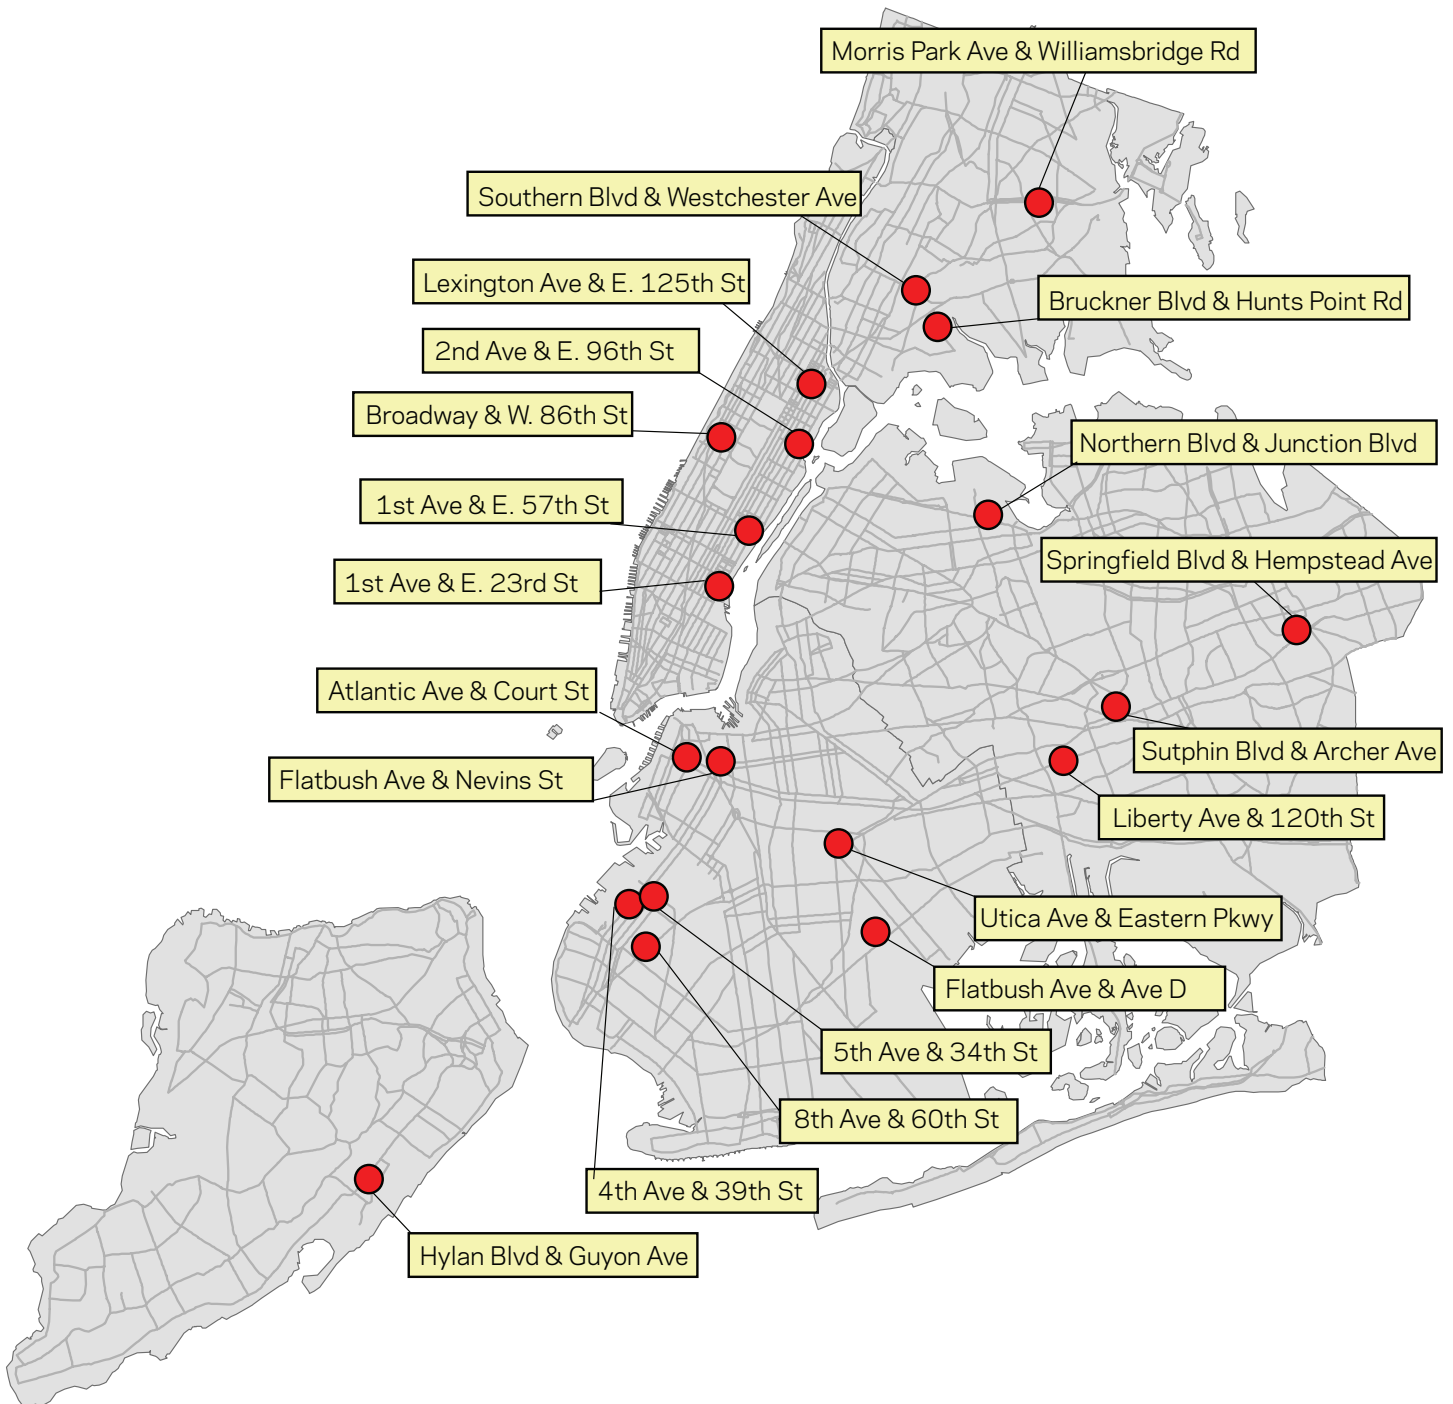 Morris Park Ave & Williamsbridge Rd
Southern Blvd & Westchester Ave
Lexington Ave & E. 125th St
Bruckner Blvd & Hunts Point Rd
2nd Ave & E. 96th St
Broadway & W. 86th St
Northern Blvd & Junction Blvd
1st Ave & E. 57th St
Springfield Blvd & Hempstead Ave
1st Ave & E. 23rd St
Atlantic Ave & Court St
Sutphin Blvd & Archer Ave
Flatbush Ave & Nevins St
Liberty Ave & 120th St
Utica Ave & Eastern Pkwy
Flatbush Ave & Ave D
5th Ave & 34th St
8th Ave & 60th St
4th Ave & 39th St
Hylan Blvd & Guyon Ave